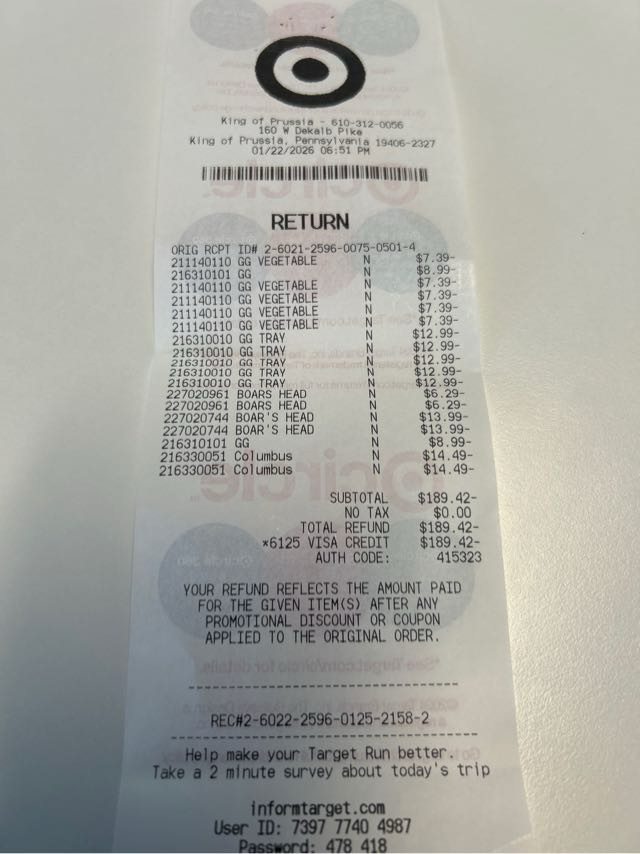 King of Prussia - 610-312-0056
160 W Dekalb Pike
King of Prussia, Pennsylvania 19406-2327
01/22/2026 06:51 PM
RETURN
ORIG RCPT ID# 2-6021-2596-0075-0501-4
211140110 GG VEGETABLE N $7.39-
216310101 GG N $8.99-
211140110 GG VEGETABLE N $7.39-
211140110 GG VEGETABLE N $7.39-
211140110 GG VEGETABLE N $7.39-
211140110 GG VEGETABLE N $7.39-
216310010 GG TRAY N $12.99-
216310010 GG TRAY N $12.99-
216310010 GG TRAY N $12.99-
216310010 GG TRAY N $12.99-
216310010 GG TRAY N $12.99-
227020961 BOARS HEAD N $6.29-
227020961 BOARS HEAD N $6.29-
227020744 BOAR'S HEAD N $13.99-
227020744 BOAR'S HEAD N $13.99-
216310101 GG N $8.99-
216330051 Columbus N $14.49-
216330051 Columbus N $14.49-
SUBTOTAL $189.42-
NO TAX $0.00
TOTAL REFUND $189.42-
*6125 VISA CREDIT $189.42-
AUTH CODE: 415323
YOUR REFUND REFLECTS THE AMOUNT PAID
FOR THE GIVEN ITEM(S) AFTER ANY
PROMOTIONAL DISCOUNT OR COUPON
APPLIED TO THE ORIGINAL ORDER.
REC#2-6022-2596-0125-2158-2
Help make your Target Run better.
Take a 2 minute survey about today's trip
informtarget.com
User ID: 7397 7740 4987
Password: 478 418